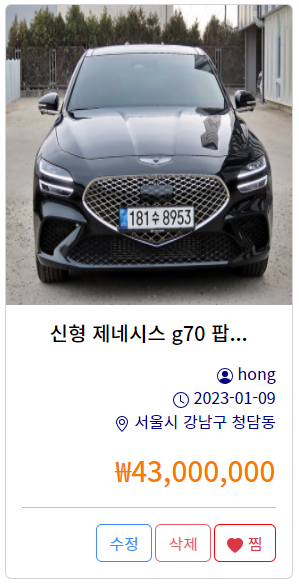 181수 8953
신형 제네시스 g70 팝...
hong
2023-01-09
서울시 강남구 청담동
₩43,000,000
수정 삭제 찜